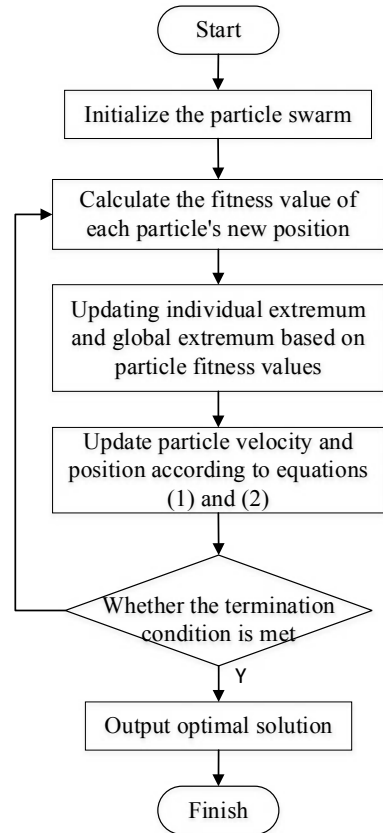 Start
Initialize the particle swarm
Calculate the fitness value of
each particle's new position
Updating individual extremum
and global extremum based on
particle fitness values
Update particle velocity and
position according to equations
(1) and (2)
Whether the termination
condition is met
Y
Output optimal solution
Finish